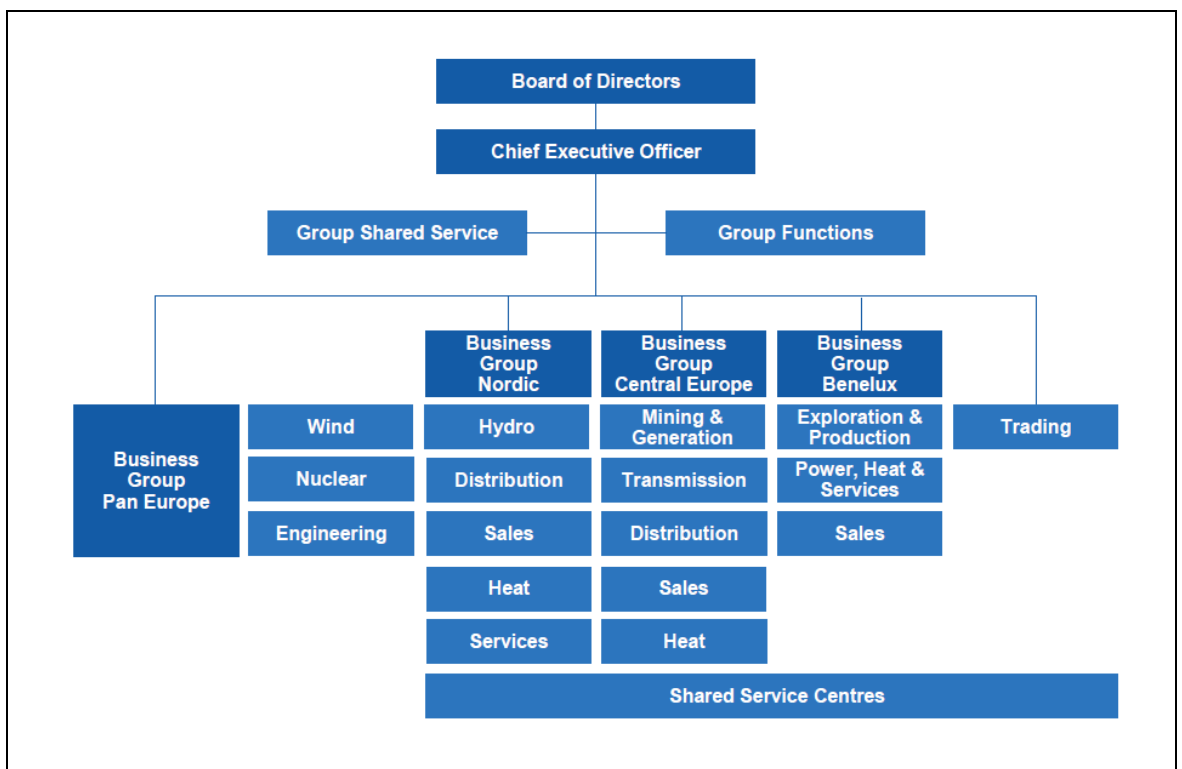 Board of Directors
Chief Executive Officer
Group Shared Service
Group Functions
Business
Group
Nordic
Business
Group
Central Europe
Business
Group
Benelux
Business
Group
Pan Europe
Wind
Nuclear
Engineering
Hydro
Distribution
Sales
Heat
Services
Mining &
Generation
Transmission
Distribution
Sales
Heat
Exploration &
Production
Power, Heat &
Services
Sales
Trading
Shared Service Centres